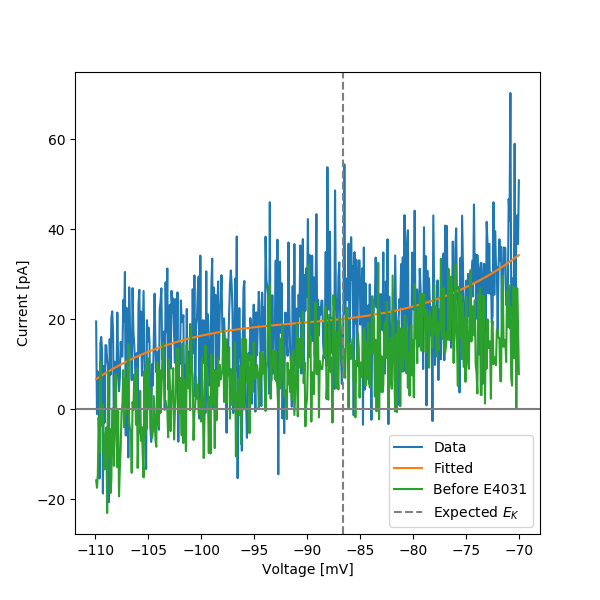 60
40
20
0
−20
Current [pA]
Data
Fitted
Before E4031
Expected $E_K$
−110
−105
−100
−95
−90
−85
−80
−75
−70
Voltage [mV]